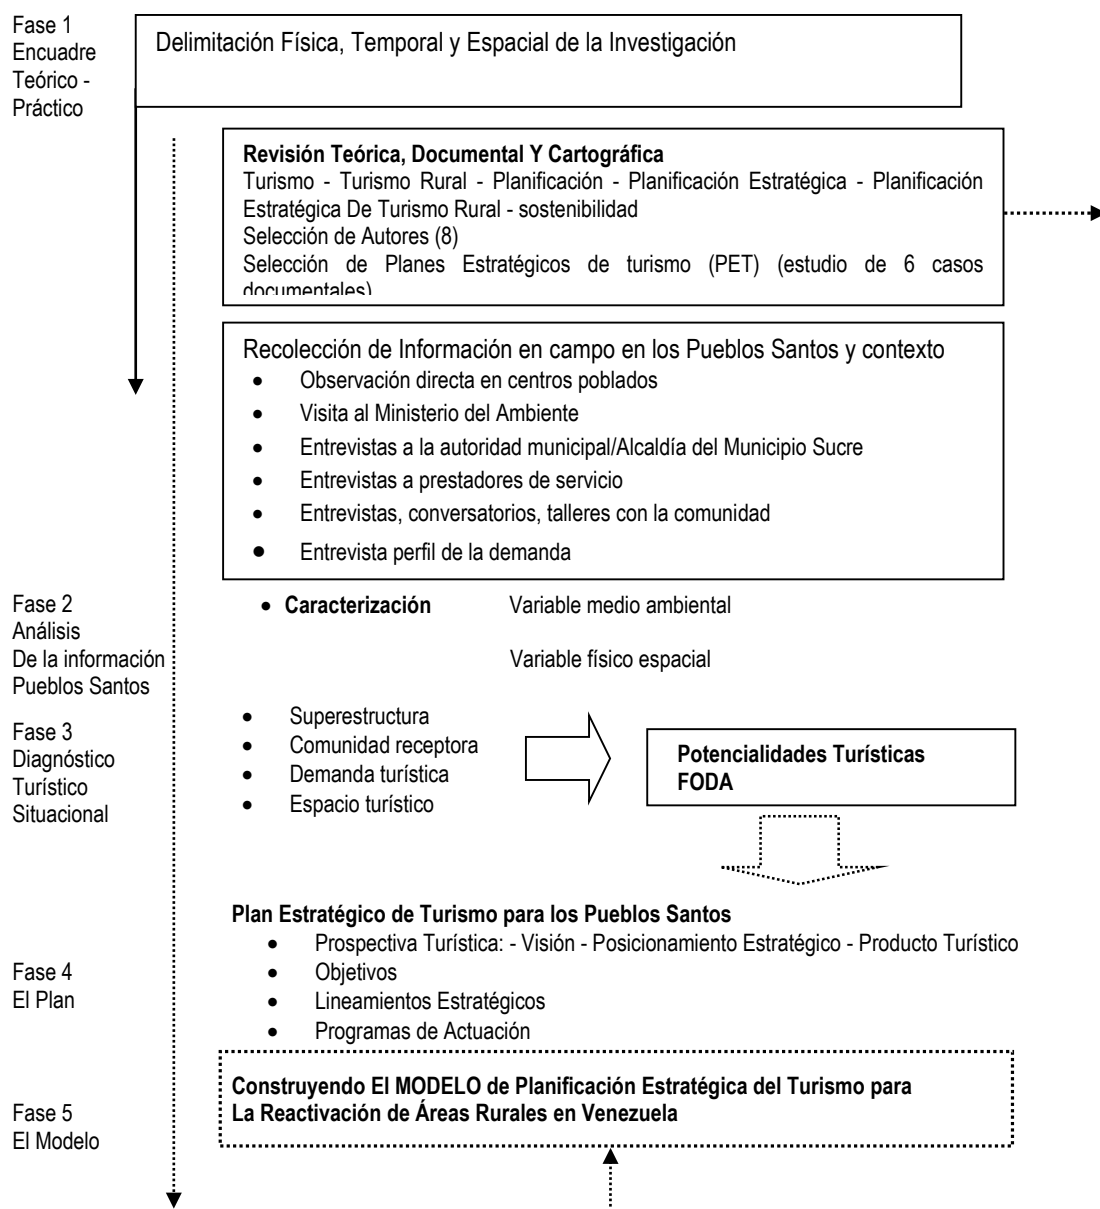 Fase 1
Encuadre
Teórico -
Práctico
Delimitación Física, Temporal y Espacial de la Investigación
Revisión Teórica, Documental Y Cartográfica
Turismo - Turismo Rural - Planificación - Planificación Estratégica - Planificación
Estratégica De Turismo Rural - sostenibilidad
Selección de Autores (8)
Selección de Planes Estratégicos de turismo (PET) (estudio de 6 casos
documentales)
Recolección de Información en campo en los Pueblos Santos y contexto
• Observación directa en centros poblados
• Visita al Ministerio del Ambiente
• Entrevistas a la autoridad municipal/Alcaldía del Municipio Sucre
• Entrevistas a prestadores de servicio
• Entrevistas, conversatorios, talleres con la comunidad
• Entrevista perfil de la demanda
Fase 2
Análisis
De la información
Pueblos Santos
• Caracterización Variable medio ambiental
Variable físico espacial
Fase 3
Diagnóstico
Turístico
Situacional
• Superestructura
• Comunidad receptora
• Demanda turística
• Espacio turístico
Potencialidades Turísticas
FODA
Plan Estratégico de Turismo para los Pueblos Santos
• Prospectiva Turística: - Visión - Posicionamiento Estratégico - Producto Turístico
• Objetivos
• Lineamientos Estratégicos
• Programas de Actuación
Fase 4
El Plan
Construyendo El MODELO de Planificación Estratégica del Turismo para
La Reactivación de Áreas Rurales en Venezuela
Fase 5
El Modelo